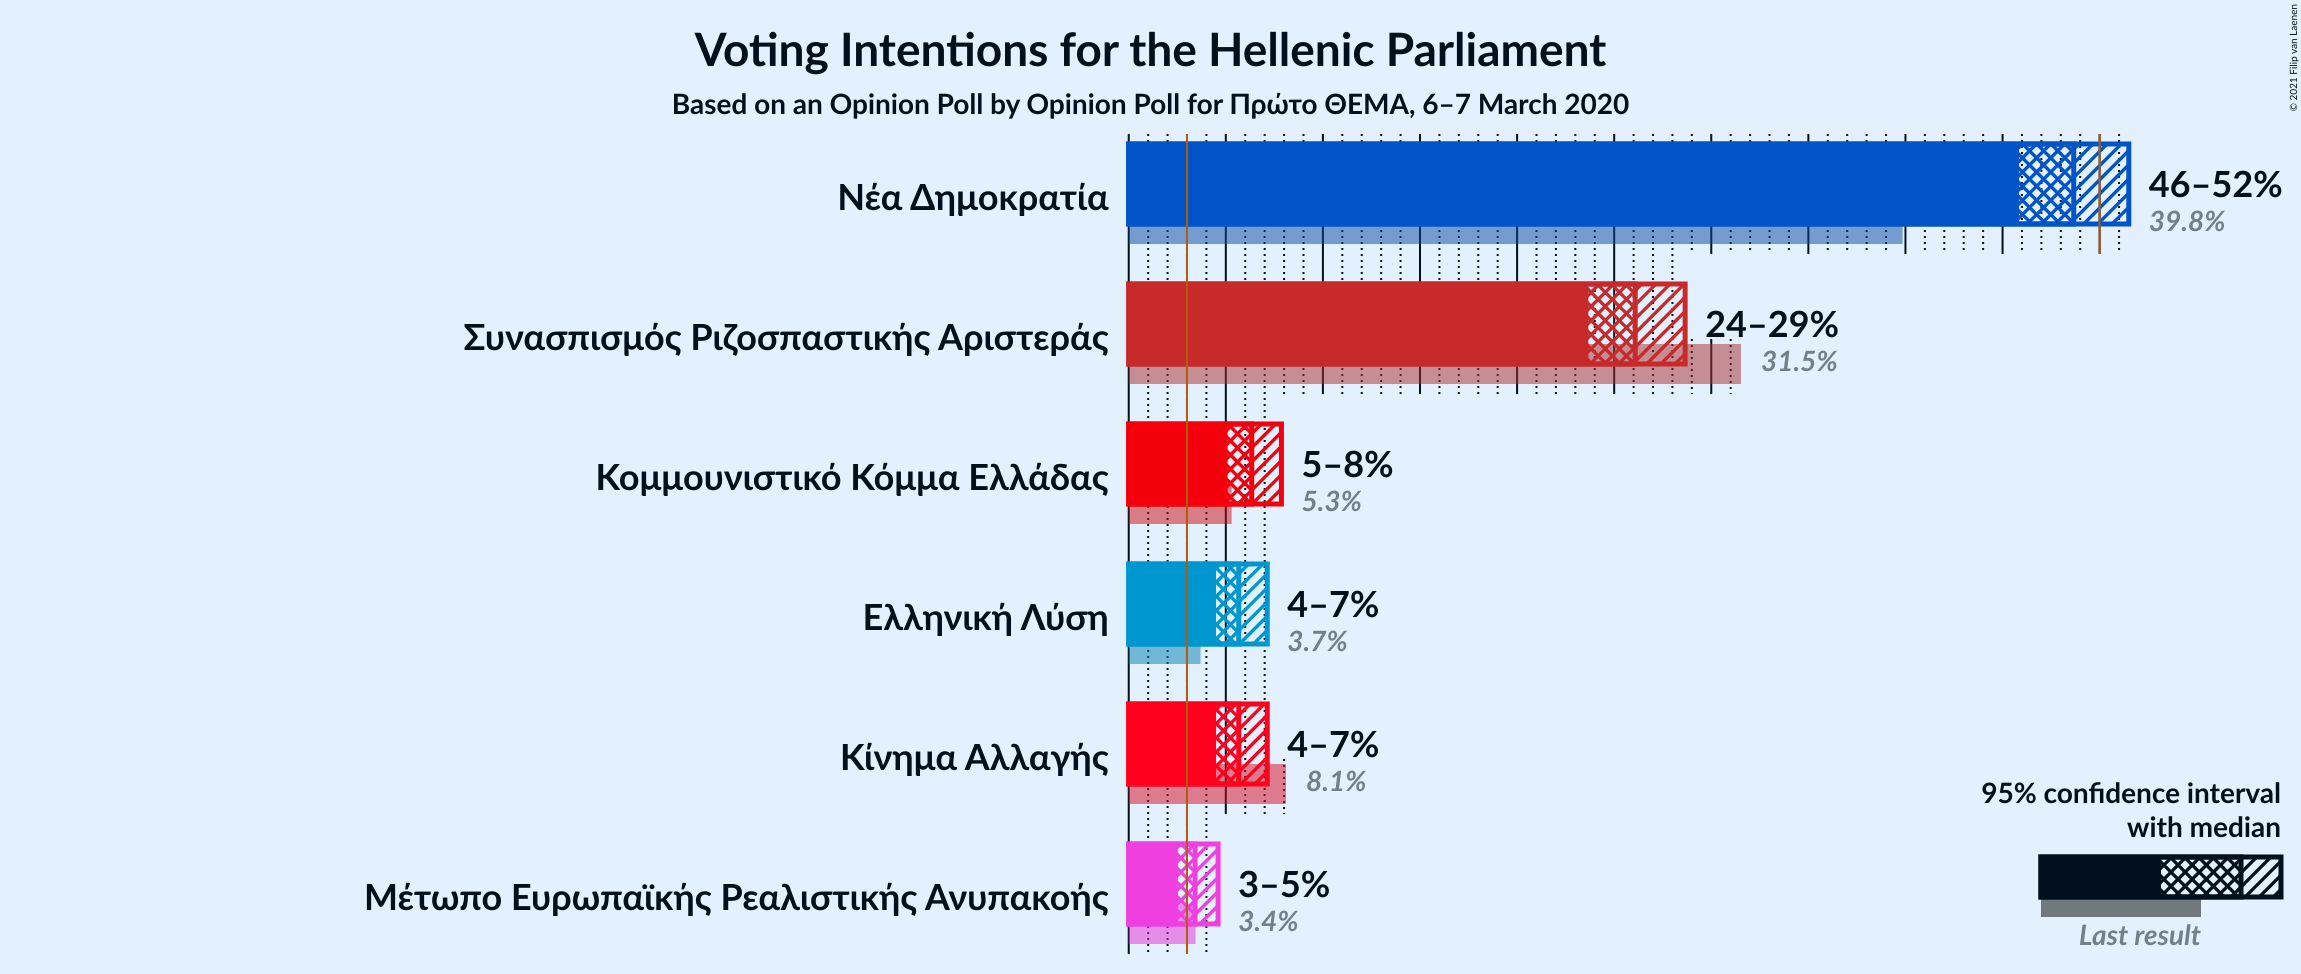 Voting Intentions for the Hellenic Parliament
Based on an Opinion Poll by Opinion Poll for Πρώτο ΘΕΜΑ, 6–7 March 2020
© 2021 Filip van Laenen
Νέα Δημοκρατία
46–52%
39.8%
Συνασπισμός Ριζοσπαστικής Αριστεράς
24–29%
31.5%
Κομμουνιστικό Κόμμα Ελλάδας
5–8%
5.3%
Ελληνική Λύση
4–7%
3.7%
Κίνημα Αλλαγής
4–7%
8.1%
Μέτωπο Ευρωπαϊκής Ρεαλιστικής Ανυπακοής
3–5%
3.4%
95% confidence interval
with median
Last result